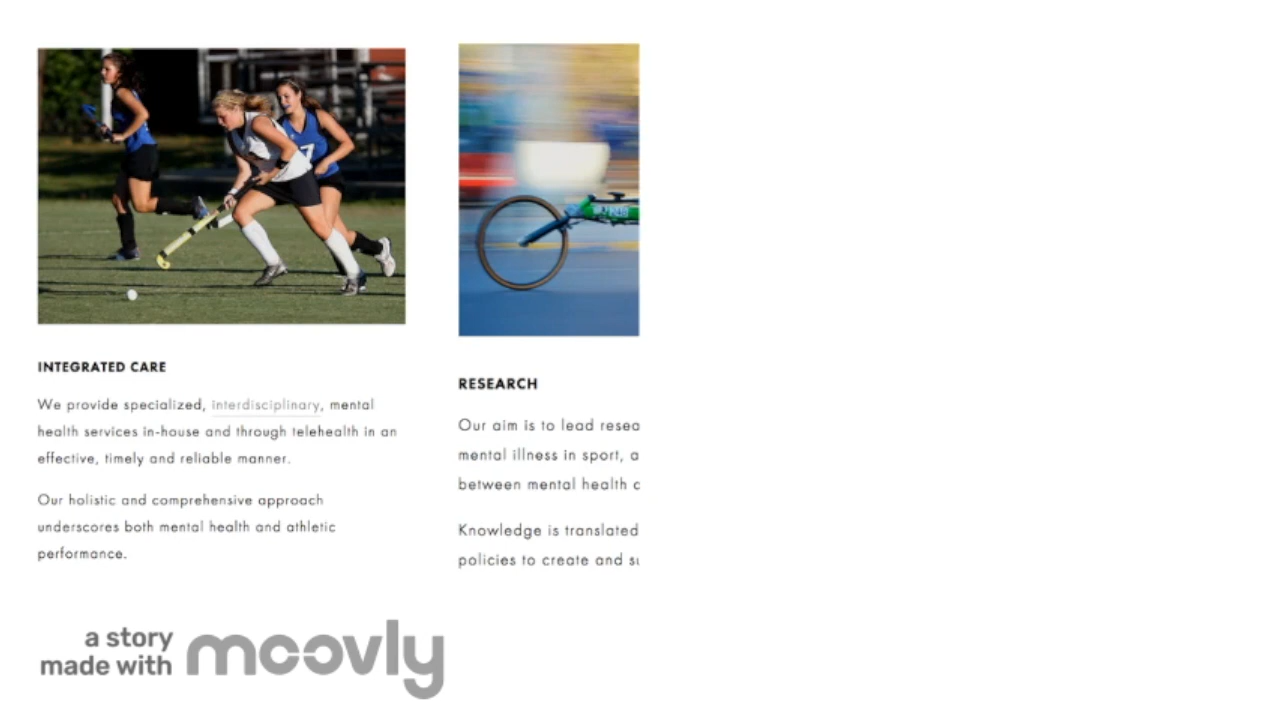 INTEGRATED CARE
We provide specialized, interdisciplinary, mental
health services in-house and through telehealth in an
effective, timely and reliable manner.
Our holistic and comprehensive approach
underscores both mental health and athletic
performance.
RESEARCH
Our aim is to lead
mental illness in sport,
between mental health
Knowledge is translated
policies to create and
a story
made with moovly
7